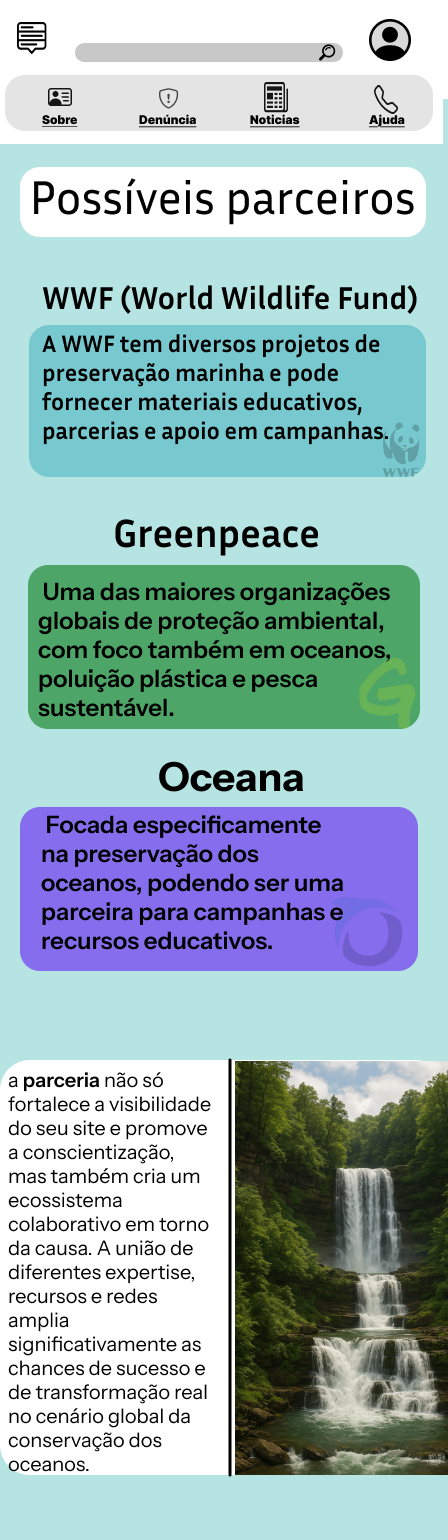 Sobre
Denúncia
Noticias
Ajuda
Possíveis parceiros
WWF (World Wildlife Fund)
A WWF tem diversos projetos de
preservação marinha e pode
fornecer materiais educativos,
parcerias e apoio em campanhas.
WWF
Greenpeace
Uma das maiores organizações
globais de proteção ambiental,
com foco também em oceanos,
poluição plástica e pesca
sustentável.
G
Oceana
Focada especificamente
na preservação dos
oceanos, podendo ser uma
parceira para campanhas e
recursos educativos.
a parceria não só
fortalece a visibilidade
do seu site e promove
a conscientização,
mas também cria um
ecossistema
colaborativo em torno
da causa. A união de
diferentes expertise,
recursos e redes
amplia
significativamente as
chances de sucesso e
de transformação real
no cenário global da
conservação dos
oceanos.